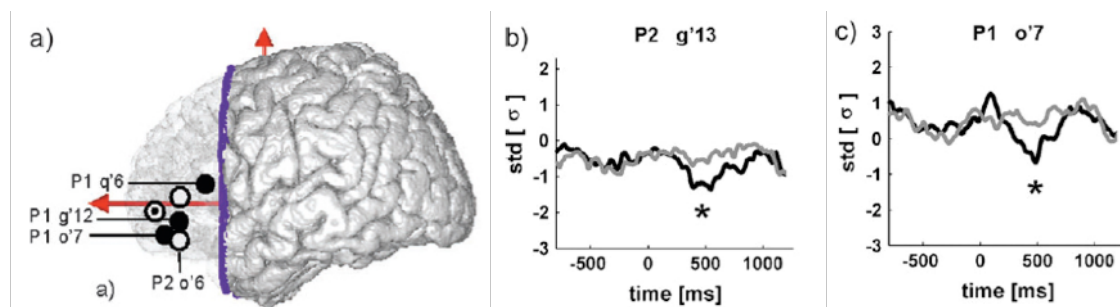 a)
P1 q'6
P1 g'12
P1 o'7
P2 o'6
a)
b)
P2 g'13
std [ σ ]
2
1
0
-1
-2
-3
*
-500 0 500 1000
time [ms]
c)
P1 o'7
std [ σ ]
3
2
1
0
-1
-2
-3
*
-500 0 500 1000
time [ms]